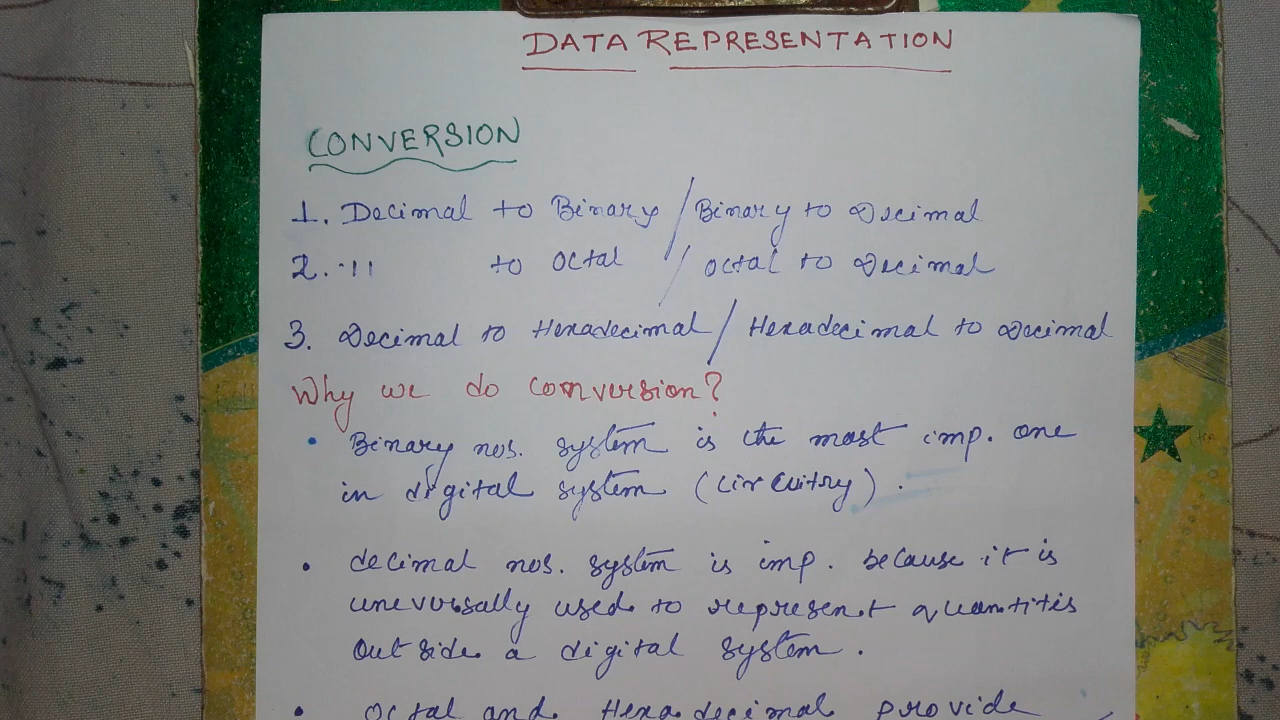 DATA REPRESENTATION
CONVERSION
1. Decimal to Binary / Binary to Decimal
2. -11 to Octal / Octal to Decimal
3. Decimal to Hexadecimal / Hexadecimal to Decimal
Why we do conversion?
• Binary nos. system is the most imp. one
in digital system (circuitry).
• decimal nos. system is imp. because it is
universally used to represent quantities
outside a digital system.
• Octal and Hexadecimal provide